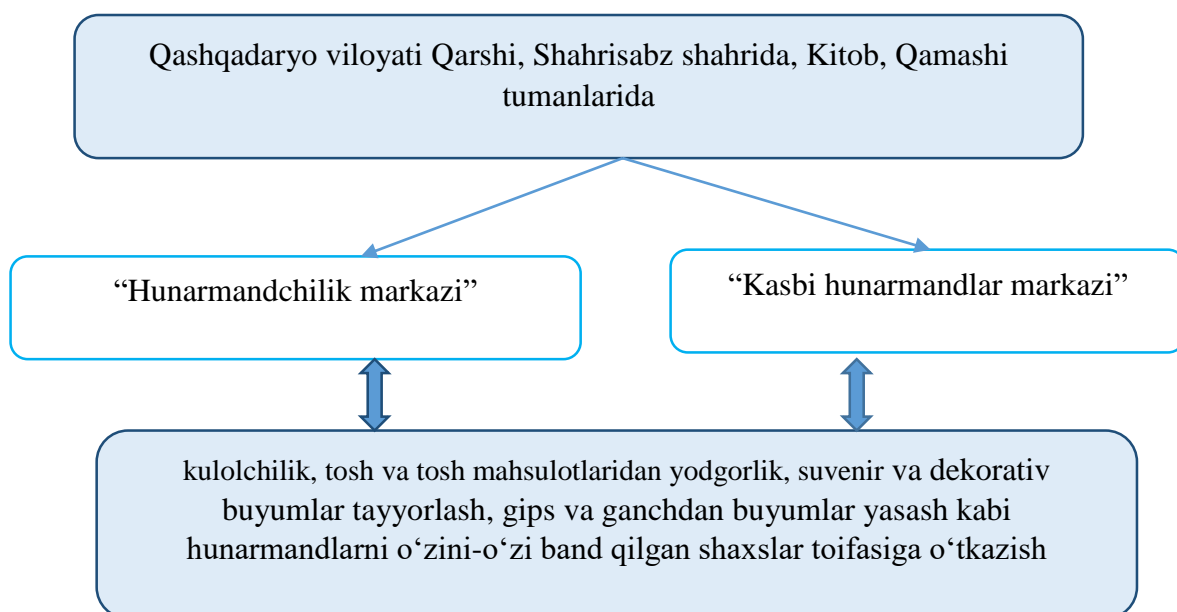 Qashqadaryo viloyati Qarshi, Shahrisabz shahrida, Kitob, Qamashi
tumanlarida
“Hunarmandchilik markazi”
“Kasbi hunarmandlar markazi”
kulolchilik, tosh va tosh mahsulotlaridan yodgorlik, suvenir va dekorativ
buyumlar tayyorlash, gips va ganchdan buyumlar yasash kabi
hunarmandlarni o‘zini-o‘zi band qilgan shaxslar toifasiga o‘tkazish